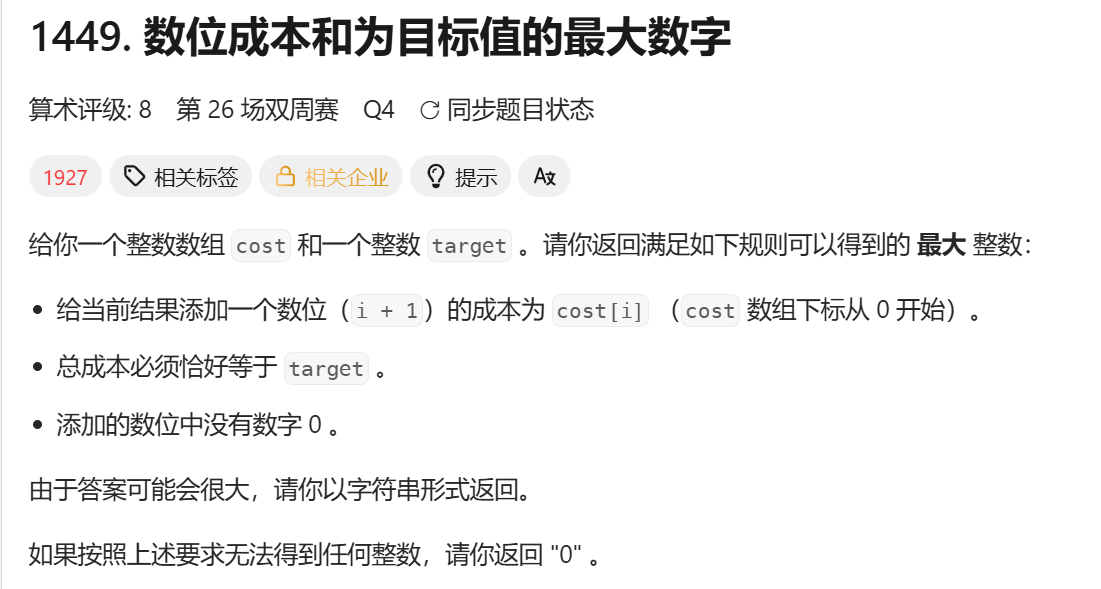 1449. 数位成本和为目标值的最大数字
算术评级: 8 第 26 场双周赛 Q4 同步题目状态
1927 相关标签 相关企业 提示 A文
给你一个整数数组 cost 和一个整数 target 。请你返回满足如下规则可以得到的 最大 整数：
• 给当前结果添加一个数位（i + 1）的成本为 cost[i] （cost 数组下标从 0 开始）。
• 总成本必须恰好等于 target 。
• 添加的数位中没有数字 0 。
由于答案可能会很大，请你以字符串形式返回。
如果按照上述要求无法得到任何整数，请你返回 "0" 。